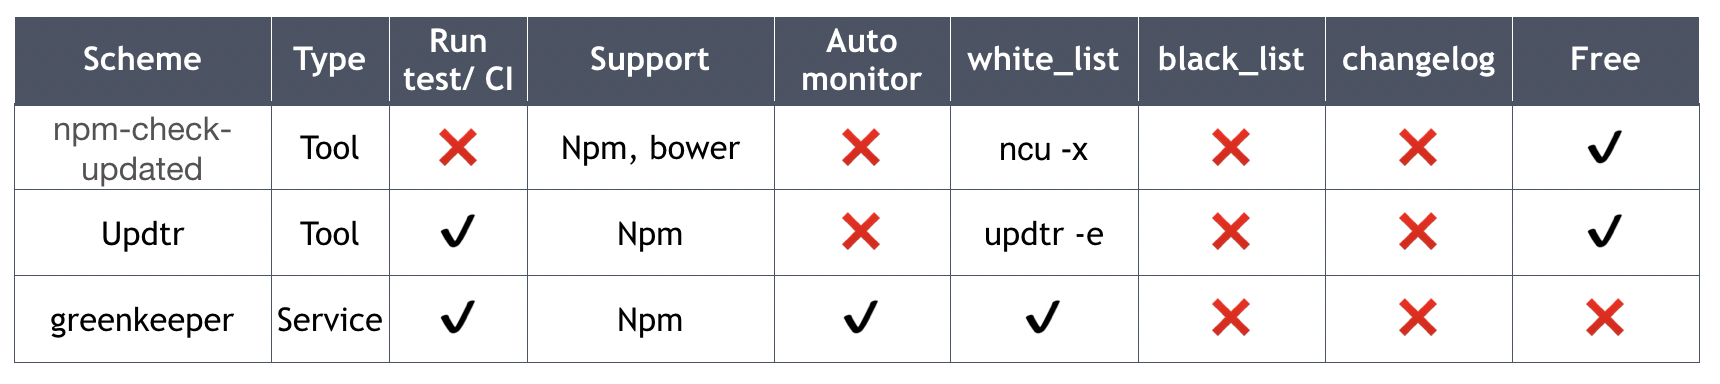 Scheme Type Run test/ CI Support Auto monitor white_list black_list changelog Free
npm-check-updated Tool ❌ Npm, bower ❌ ncu -x ❌ ❌ ✔
Updtr Tool ✔ Npm ❌ updtr -e ❌ ❌ ✔
greenkeeper Service ✔ Npm ✔ ✔ ❌ ❌ ❌